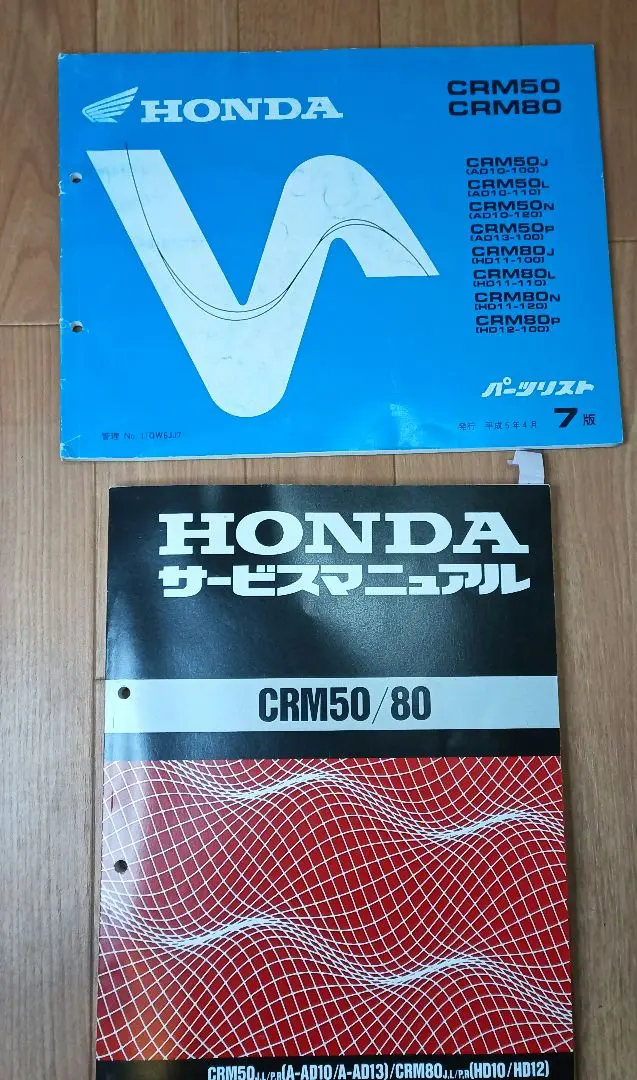 HONDA
CRM50
CRM80
CRM50J
(AD10-100)
CRM50L
(AD10-110)
CRM50N
(AD10-120)
CRM50P
(AD13-100)
CRM80J
(HD11-100)
CRM80L
(HD11-110)
CRM80N
(HD11-120)
CRM80P
(HD12-100)
パーツリスト
管理 No.
発行 平成5年4月 7版
HONDA
サービスマニュアル
CRM50/80
CRM50J,L/P,R(A-AD10/A-AD13)/CRM80J,L/P,R(HD10/HD12)